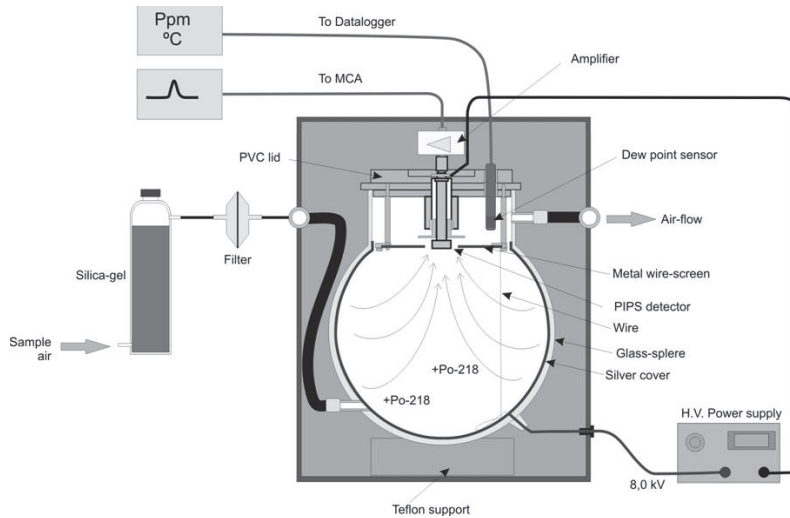 Ppm
ºC
To Datalogger
Amplifier
To MCA
PVC lid
Dew point sensor
Air-flow
Silica-gel
Filter
Metal wire-screen
PIPS detector
Wire
Sample
air
Glass-splere
Silver cover
+Po-218
+Po-218
H.V. Power supply
8,0 kV
Teflon support